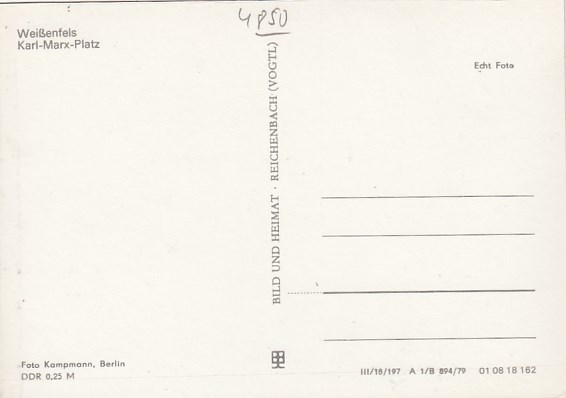 4850
Weißenfels
Karl-Marx-Platz
Echt Foto
BILD UND HEIMAT · REICHENBACH (VOGTL)
Foto Kampmann, Berlin
DDR 0,25 M
III/18/197 A 1/B 894/79 01 08 18 162